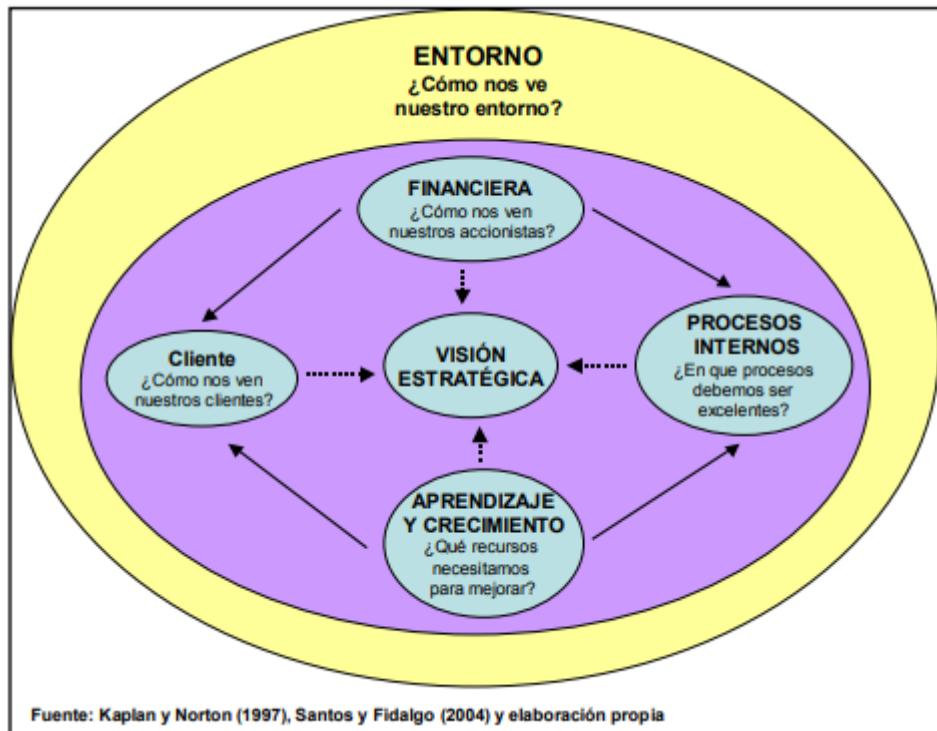 ENTORNO
¿Cómo nos ve
nuestro entorno?
FINANCIERA
¿Cómo nos ven
nuestros accionistas?
Cliente
¿Cómo nos ven
nuestros clientes?
VISIÓN
ESTRATÉGICA
PROCESOS
INTERNOS
¿En que procesos
debemos ser
excelentes?
APRENDIZAJE
Y CRECIMIENTO
¿Qué recursos
necesitamos
para mejorar?
Fuente: Kaplan y Norton (1997), Santos y Fidalgo (2004) y elaboración propia